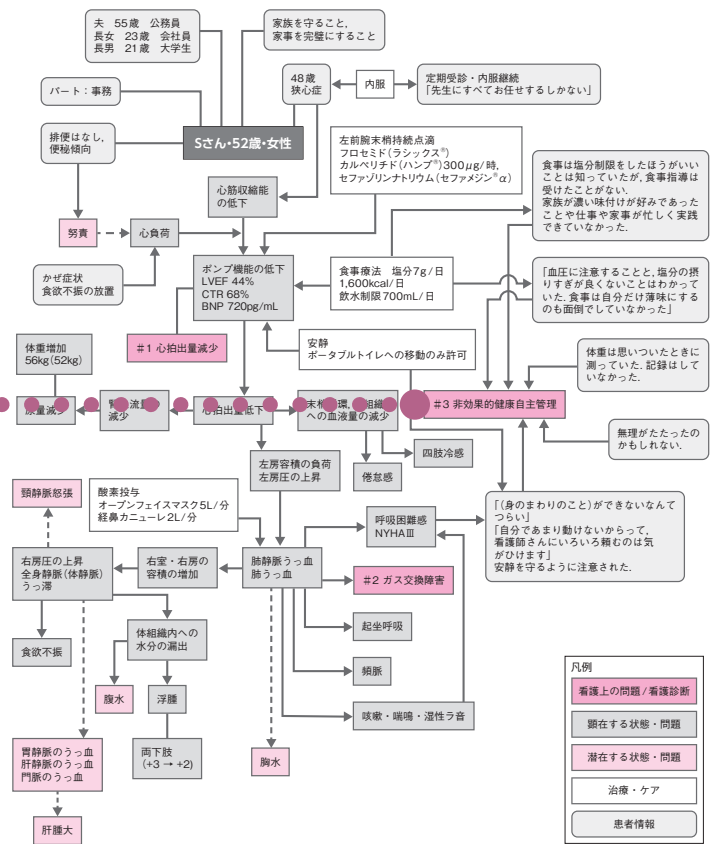 夫 55歳 公務員
長女 23歳 会社員
長男 21歳 大学生
家族を守ること，
家事を完璧にすること
パート：事務
48歳
狭心症
内服
定期受診・内服継続
「先生にすべてお任せするしかない」
排便はなし，
便秘傾向
Sさん・52歳・女性
左前腕末梢持続点滴
フロセミド(ラシックス®)
カルペリチド(ハンプ®)300μg/時，
セファゾリンナトリウム(セファメジン®α)
食事は塩分制限をしたほうがいい
ことは知っていたが，食事指導は
受けたことがない．
家族が濃い味付けが好みであった
ことや仕事や家事が忙しく実践
できていなかった．
心筋収縮能
の低下
努責
心負荷
かぜ症状
食欲不振の放置
ポンプ機能の低下
LVEF 44%
CTR 68%
BNP 720pg/mL
食事療法 塩分7g/日
1,600kcal/日
飲水制限700mL/日
「血圧に注意することと，塩分の摂
りすぎが良くないことはわかって
いた．食事は自分だけ薄味にする
のも面倒でしていなかった」
#1 心拍出量減少
安静
ポータブルトイレへの移動のみ許可
体重増加
56kg(52kg)
体重は思いついたときに
測っていた．記録はして
いなかった．
尿量減少
減少
心拍出量低下
への血液量の減少
#3 非効果的健康自主管理
無理がたたったの
かもしれない．
四肢冷感
倦怠感
左房容積の負荷
左房圧の上昇
頸静脈怒張
酸素投与
オープンフェイスマスク5L/分
経鼻カニューレ2L/分
呼吸困難感
NYHAⅢ
「(身のまわりのこと)ができないなんて
つらい」
「自分であまり動けないからって，
看護師さんにいろいろ頼むのは気
がひけます」
安静を守るように注意された．
右房圧の上昇
全身静脈(体静脈)
うっ滞
右室・右房の
容積の増加
肺静脈うっ血
肺うっ血
#2 ガス交換障害
起坐呼吸
食欲不振
体組織内への
水分の漏出
頻脈
腹水
浮腫
咳嗽・喘鳴・湿性ラ音
胃静脈のうっ血
肝静脈のうっ血
門脈のうっ血
両下肢
(+3 → +2)
胸水
肝腫大
凡例
看護上の問題/看護診断
顕在する状態・問題
潜在する状態・問題
治療・ケア
患者情報